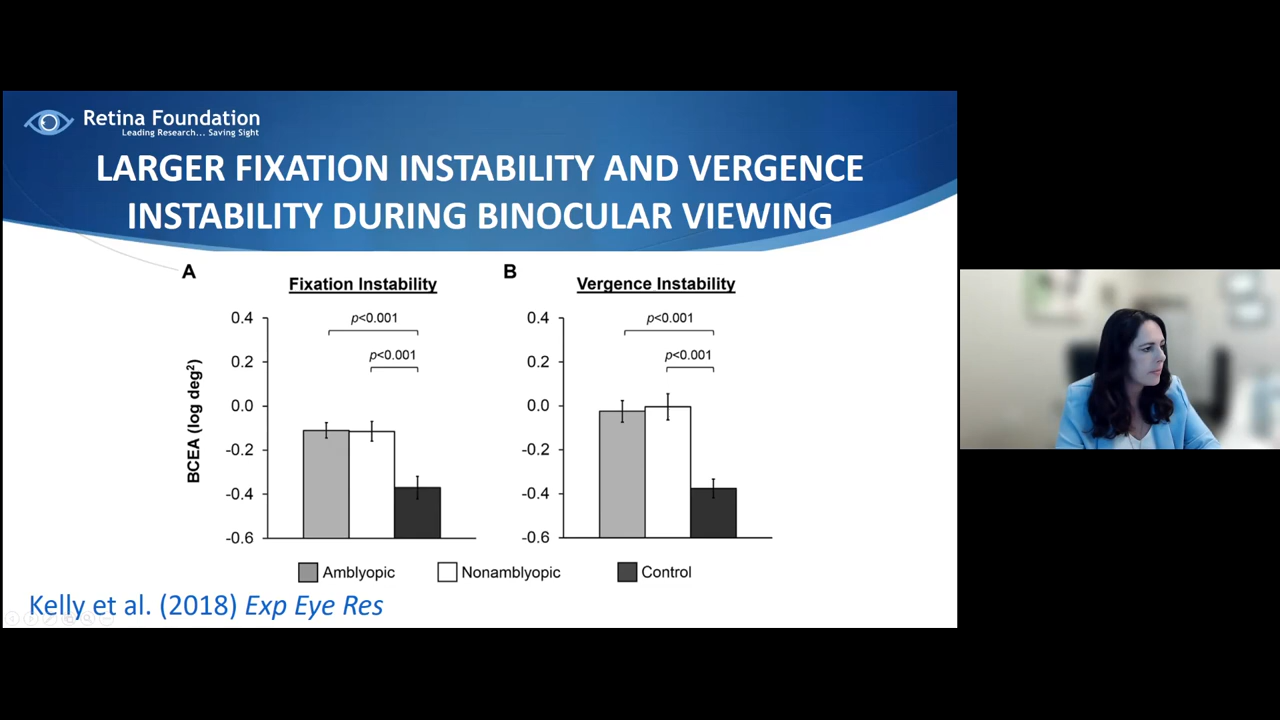 Retina Foundation
Leading Research... Saving Sight
LARGER FIXATION INSTABILITY AND VERGENCE
INSTABILITY DURING BINOCULAR VIEWING
A
Fixation Instability
p<0.001
p<0.001
0.4
0.2
0.0
-0.2
-0.4
-0.6
BCEA (log deg²)
B
Vergence Instability
p<0.001
p<0.001
0.4
0.2
0.0
-0.2
-0.4
-0.6
Amblyopic
Nonamblyopic
Control
Kelly et al. (2018) Exp Eye Res